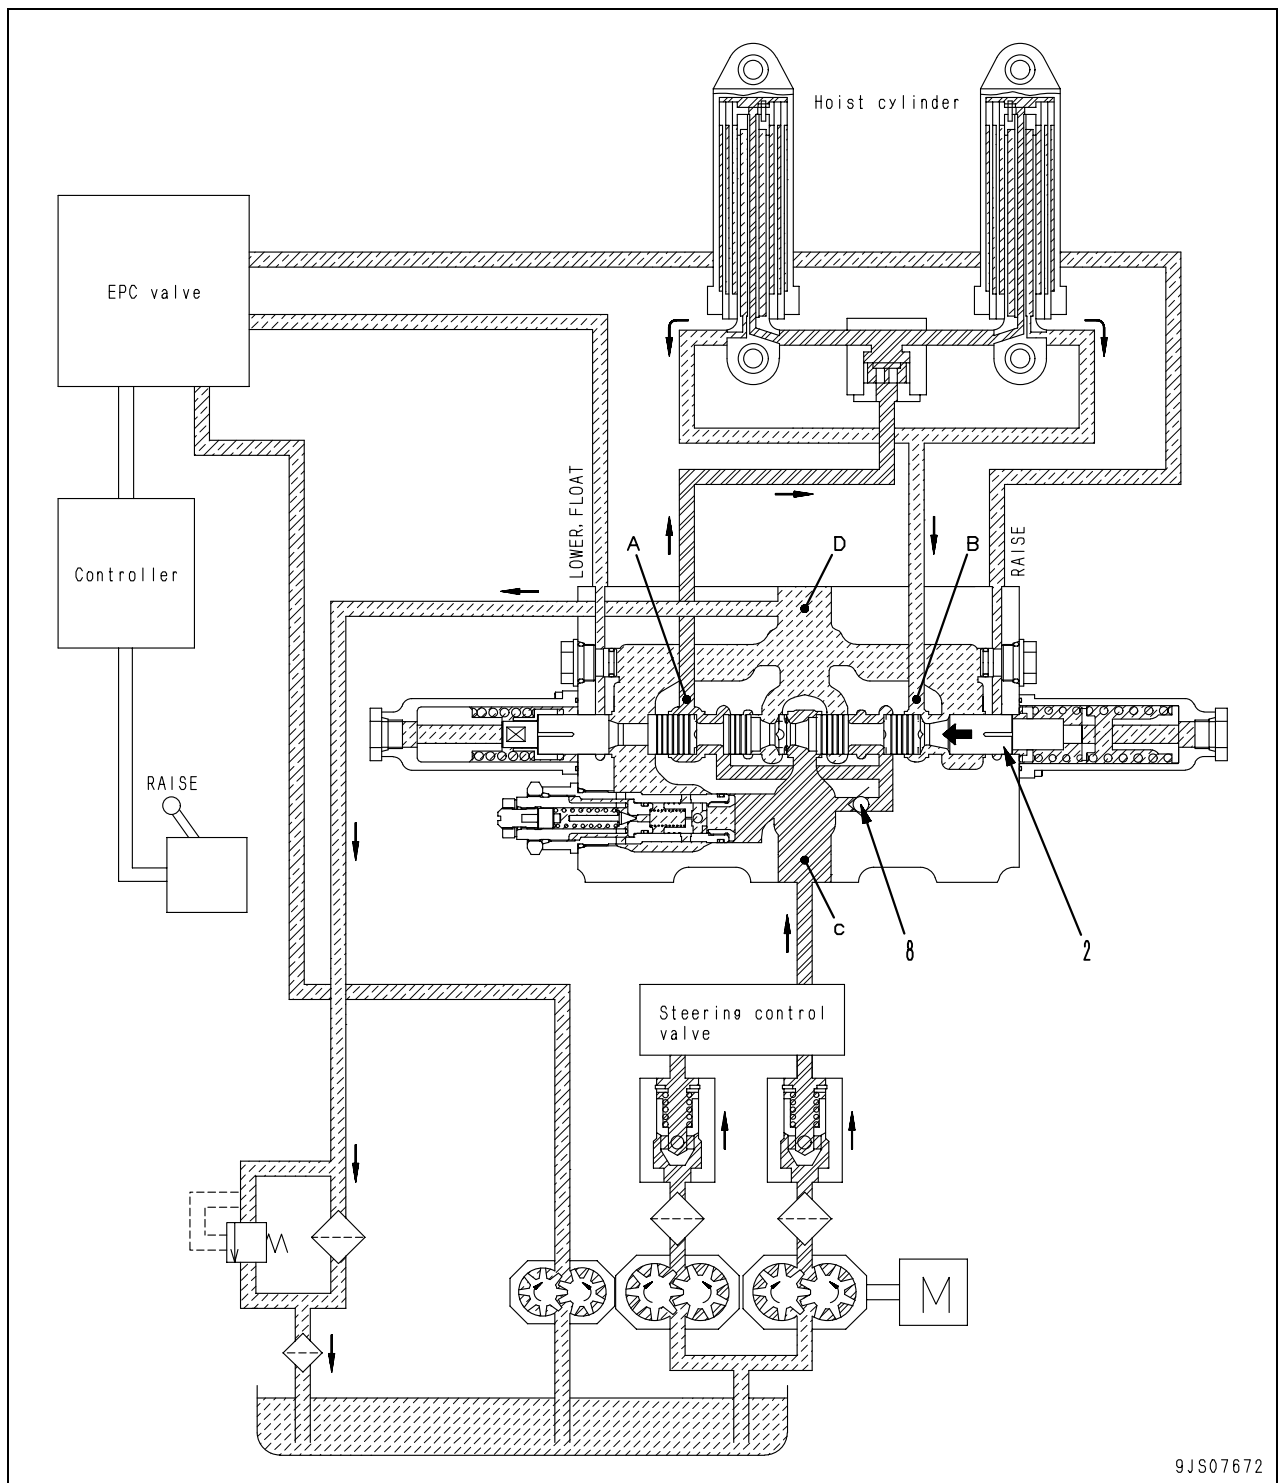 Hoist cylinder
EPC valve
LOWER, FLOAT
RAISE
A
D
B
Controller
RAISE
C
8
2
Steering control
valve
M
9JS07672